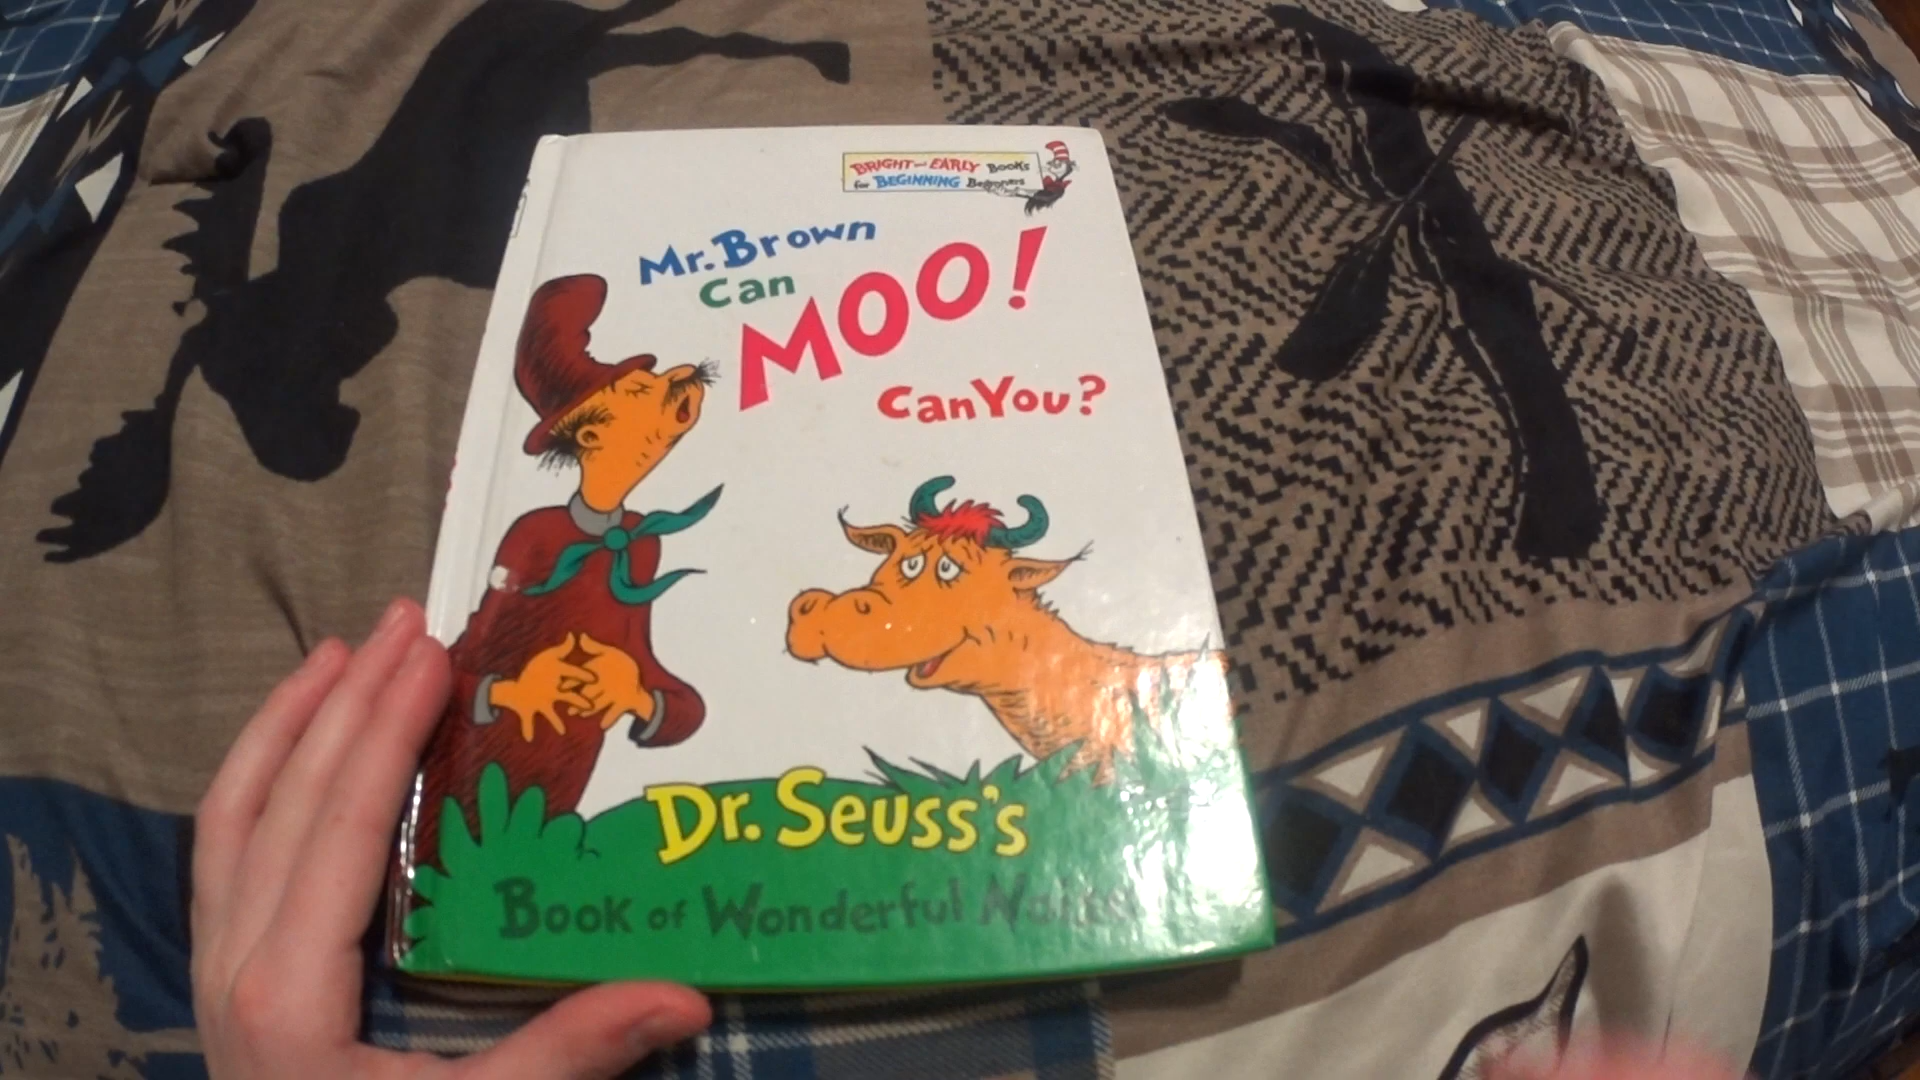 BRIGHT and EARLY Books
for BEGINNING Beginners
Mr. Brown
Can
MOO!
Can You?
Dr. Seuss's
Book of Wonderful Noises